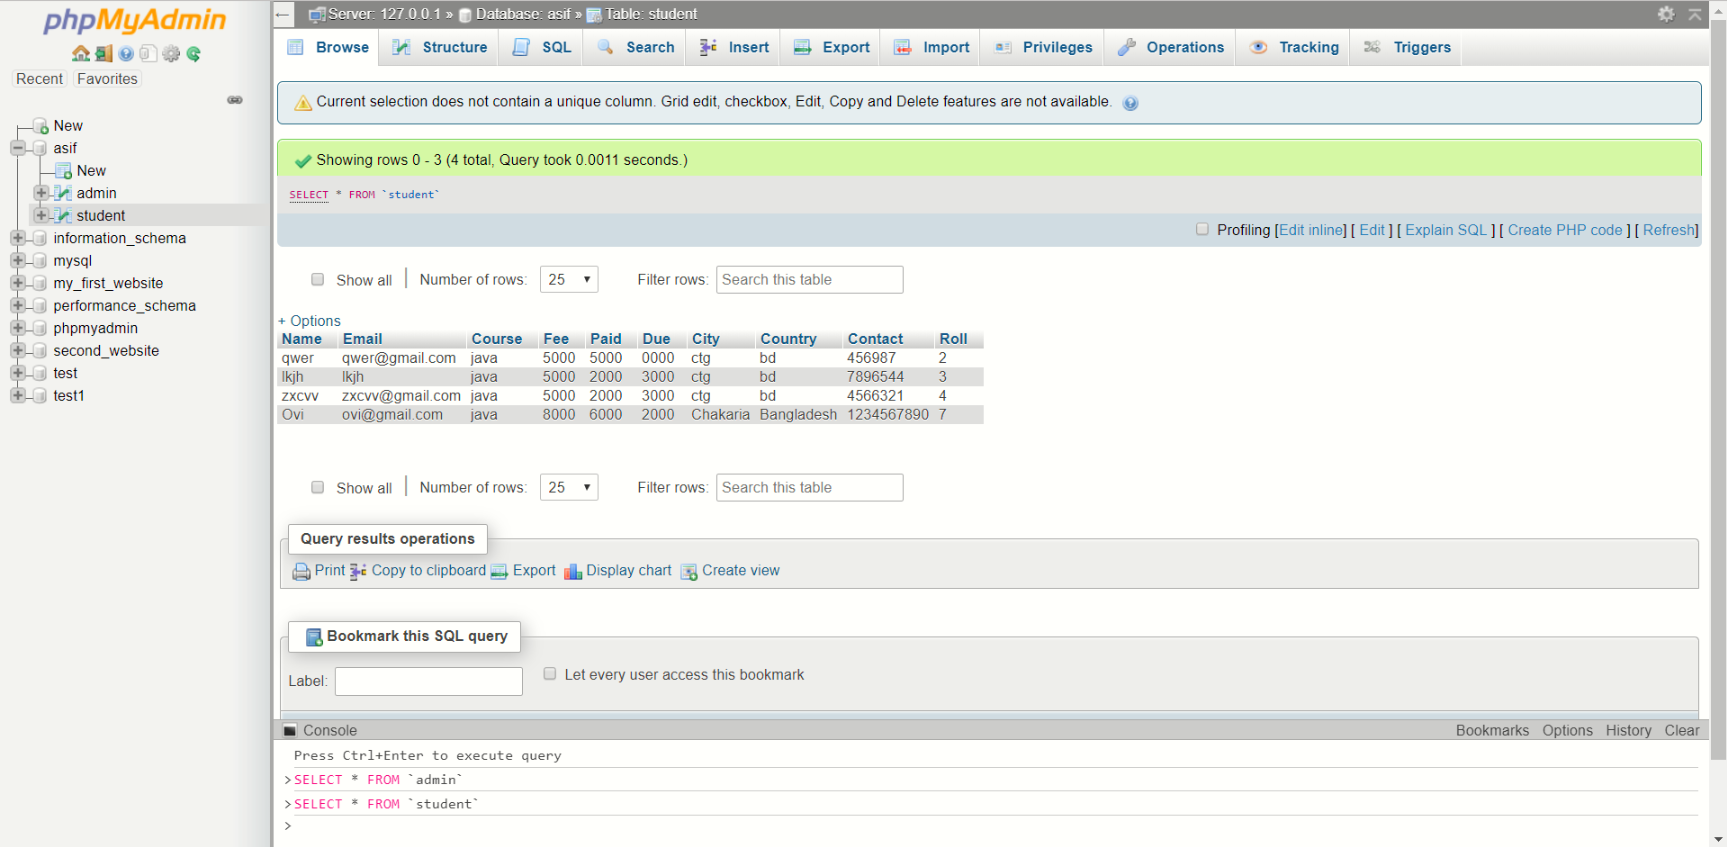 phpMyAdmin
Recent Favorites
New
asif
New
admin
student
information_schema
mysql
my_first_website
performance_schema
phpmyadmin
second_website
test
test1
Server: 127.0.0.1 » Database: asif » Table: student
Browse Structure SQL Search Insert Export Import Privileges Operations Tracking Triggers
Current selection does not contain a unique column. Grid edit, checkbox, Edit, Copy and Delete features are not available.
Showing rows 0 - 3 (4 total, Query took 0.0011 seconds.)
SELECT * FROM `student`
Profiling [Edit inline] [ Edit ] [ Explain SQL ] [ Create PHP code ] [ Refresh]
Show all | Number of rows: 25 Filter rows: Search this table
+ Options
Name Email Course Fee Paid Due City Country Contact Roll
qwer qwer@gmail.com java 5000 5000 0000 ctg bd 456987 2
lkjh lkjh java 5000 2000 3000 ctg bd 7896544 3
zxcvv zxcvv@gmail.com java 5000 2000 3000 ctg bd 4566321 4
Ovi ovi@gmail.com java 8000 6000 2000 Chakaria Bangladesh 1234567890 7
Show all | Number of rows: 25 Filter rows: Search this table
Query results operations
Print Copy to clipboard Export Display chart Create view
Bookmark this SQL query
Label: Let every user access this bookmark
Console Bookmarks Options History Clear
Press Ctrl+Enter to execute query
>SELECT * FROM `admin`
>SELECT * FROM `student`
>